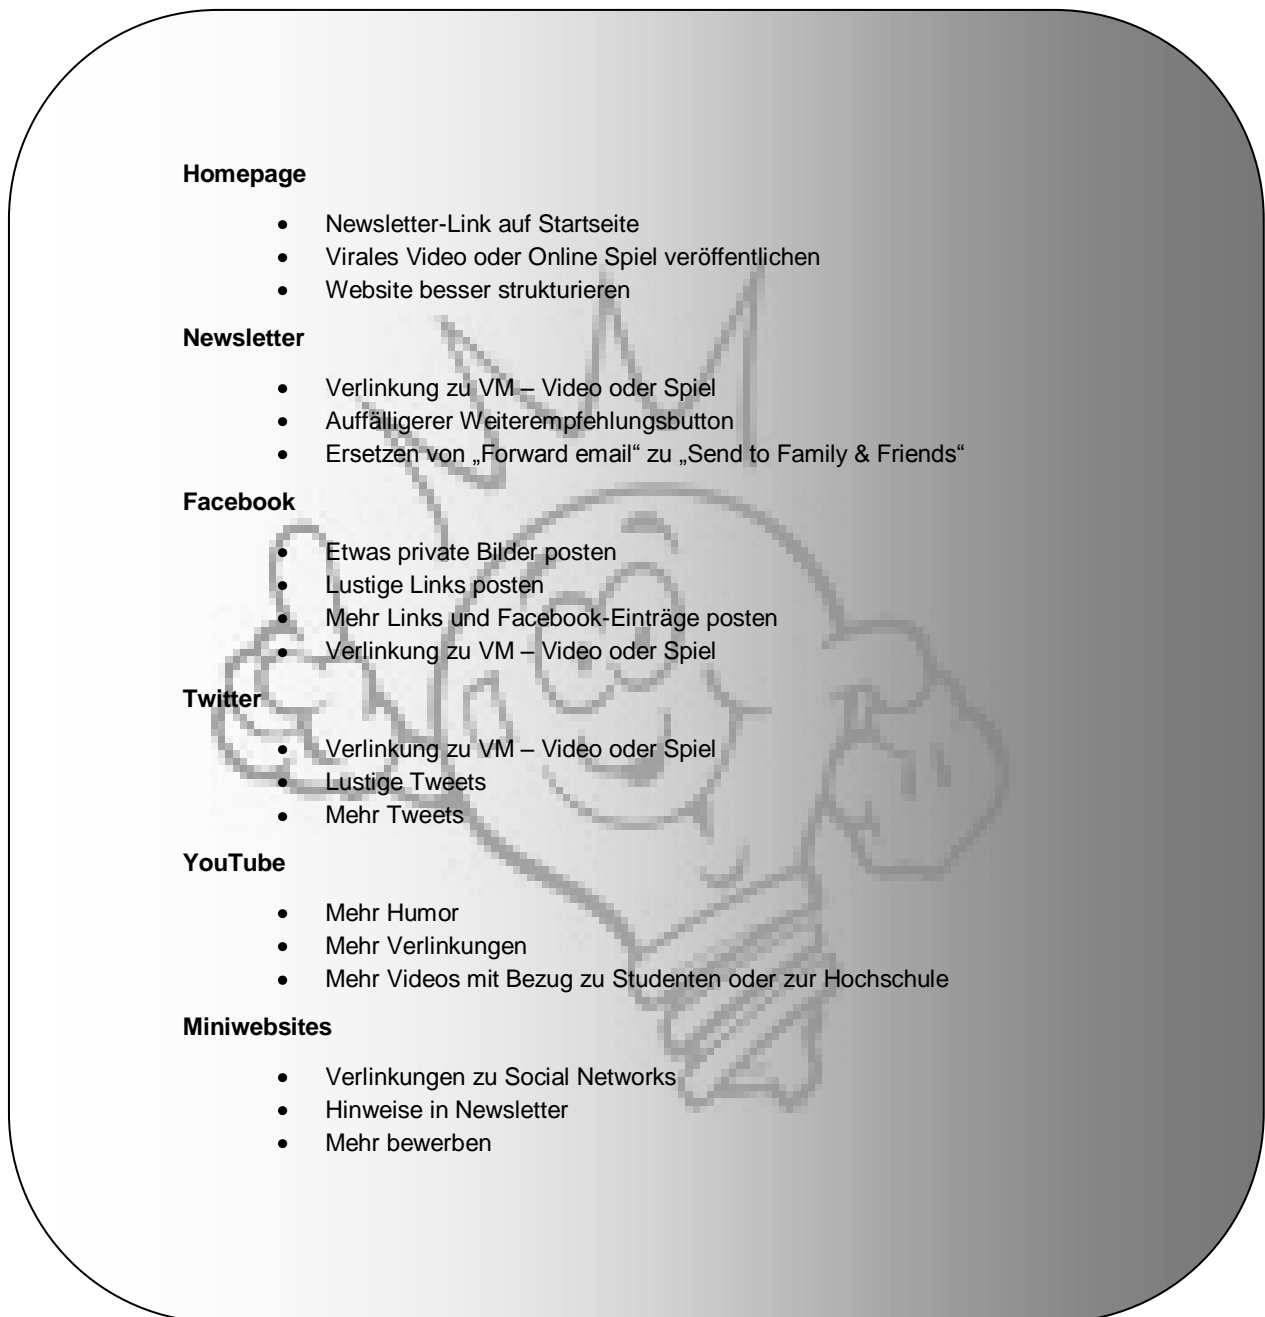 Homepage
• Newsletter-Link auf Startseite
• Virales Video oder Online Spiel veröffentlichen
• Website besser strukturieren
Newsletter
• Verlinkung zu VM – Video oder Spiel
• Auffälligerer Weiterempfehlungsbutton
• Ersetzen von „Forward email“ zu „Send to Family & Friends“
Facebook
• Etwas private Bilder posten
• Lustige Links posten
• Mehr Links und Facebook-Einträge posten
• Verlinkung zu VM – Video oder Spiel
Twitter
• Verlinkung zu VM – Video oder Spiel
• Lustige Tweets
• Mehr Tweets
YouTube
• Mehr Humor
• Mehr Verlinkungen
• Mehr Videos mit Bezug zu Studenten oder zur Hochschule
Miniwebsites
• Verlinkungen zu Social Networks
• Hinweise in Newsletter
• Mehr bewerben